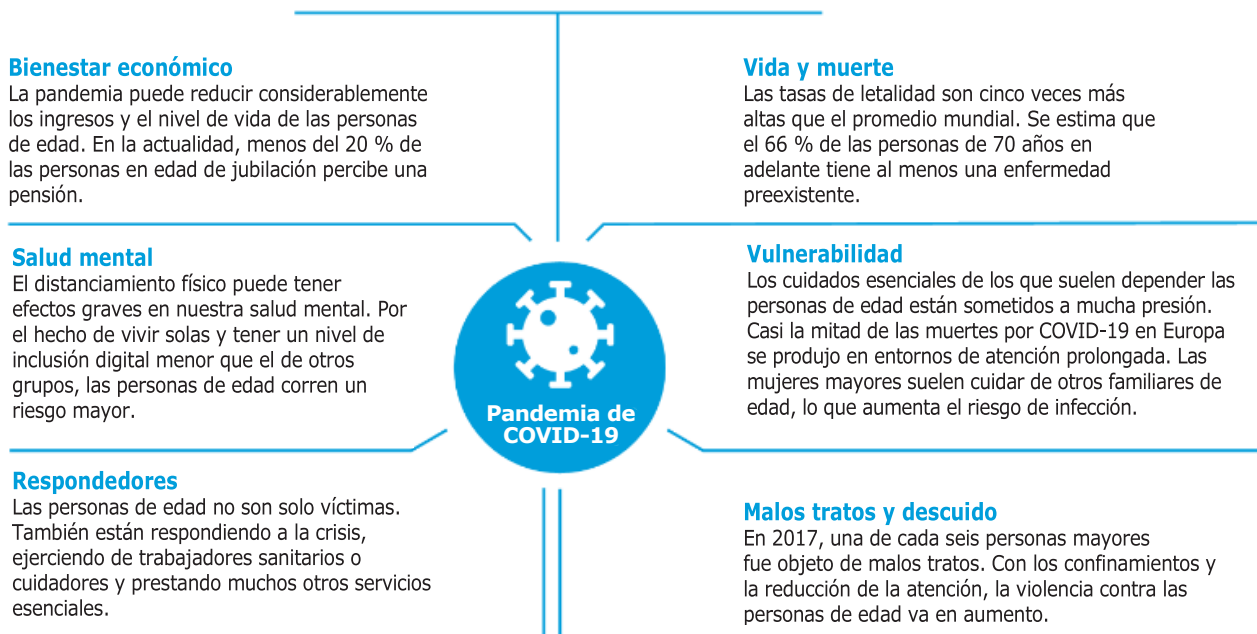 Bienestar económico
La pandemia puede reducir considerablemente
los ingresos y el nivel de vida de las personas
de edad. En la actualidad, menos del 20 % de
las personas en edad de jubilación percibe una
pensión.
Vida y muerte
Las tasas de letalidad son cinco veces más
altas que el promedio mundial. Se estima que
el 66 % de las personas de 70 años en
adelante tiene al menos una enfermedad
preexistente.
Salud mental
El distanciamiento físico puede tener
efectos graves en nuestra salud mental. Por
el hecho de vivir solas y tener un nivel de
inclusión digital menor que el de otros
grupos, las personas de edad corren un
riesgo mayor.
Pandemia de
COVID-19
Vulnerabilidad
Los cuidados esenciales de los que suelen depender las
personas de edad están sometidos a mucha presión.
Casi la mitad de las muertes por COVID-19 en Europa
se produjo en entornos de atención prolongada. Las
mujeres mayores suelen cuidar de otros familiares de
edad, lo que aumenta el riesgo de infección.
Respondedores
Las personas de edad no son solo víctimas.
También están respondiendo a la crisis,
ejerciendo de trabajadores sanitarios o
cuidadores y prestando muchos otros servicios
esenciales.
Malos tratos y descuido
En 2017, una de cada seis personas mayores
fue objeto de malos tratos. Con los confinamientos y
la reducción de la atención, la violencia contra las
personas de edad va en aumento.